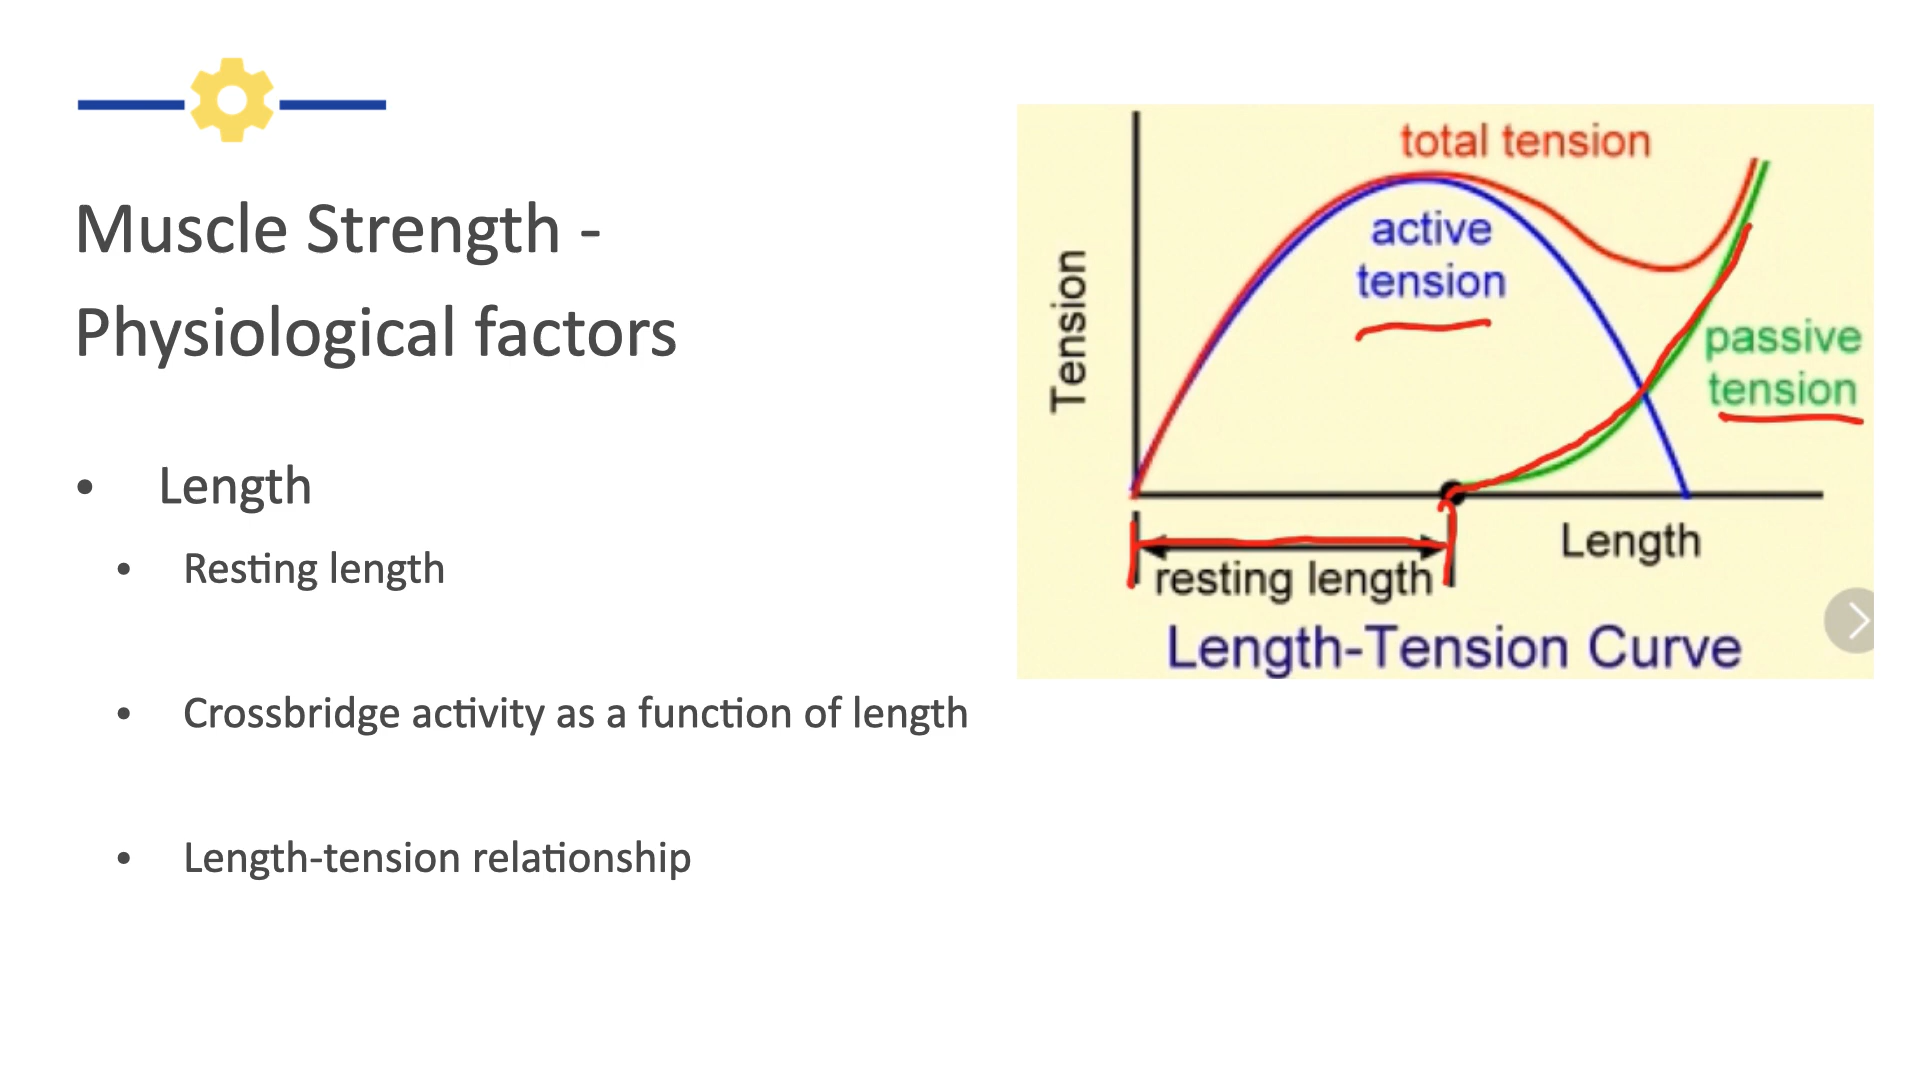 Muscle Strength -
Physiological factors
• Length
• Resting length
• Crossbridge activity as a function of length
• Length-tension relationship
total tension
active
tension
passive
tension
Tension
Length
resting length
Length-Tension Curve